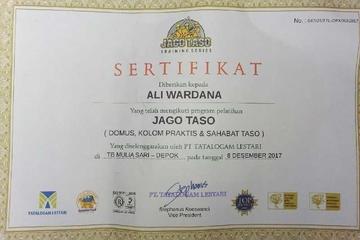 JAGO TASO
TRAINING SERIES
SERTIFIKAT
Diberikan kepada
ALI WARDANA
Yang telah mengikuti program pelatihan
JAGO TASO
( DOMUS, KOLOM PRAKTIS & SAHABAT TASO )
Yang diselenggarakan oleh PT TATALOGAM LESTARI
di TB MULIA SARI - DEPOK pada tanggal 6 DESEMBER 2017
PT. TATALOGAM LESTARI
Stephanus Koeswandi
Vice President
TATALOGAM LESTARI
TOP